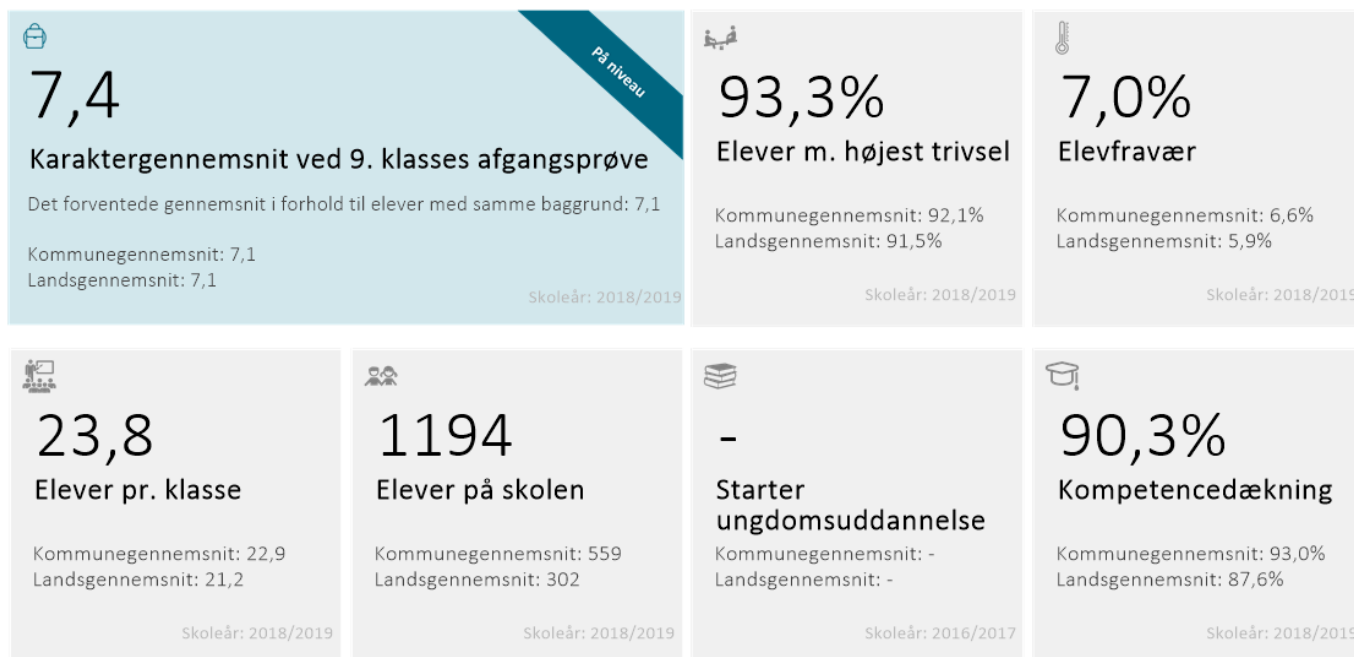 På niveau
7,4
Karaktergennemsnit ved 9. klasses afgangsprøve
Det forventede gennemsnit i forhold til elever med samme baggrund: 7,1
Kommunegennemsnit: 7,1
Landsgennemsnit: 7,1
Skoleår: 2018/2019
93,3%
Elever m. højest trivsel
Kommunegennemsnit: 92,1%
Landsgennemsnit: 91,5%
Skoleår: 2018/2019
7,0%
Elevfravær
Kommunegennemsnit: 6,6%
Landsgennemsnit: 5,9%
Skoleår: 2018/2019
23,8
Elever pr. klasse
Kommunegennemsnit: 22,9
Landsgennemsnit: 21,2
Skoleår: 2018/2019
1194
Elever på skolen
Kommunegennemsnit: 559
Landsgennemsnit: 302
Skoleår: 2018/2019
-
Starter
ungdomsuddannelse
Kommunegennemsnit: -
Landsgennemsnit: -
Skoleår: 2016/2017
90,3%
Kompetencedækning
Kommunegennemsnit: 93,0%
Landsgennemsnit: 87,6%
Skoleår: 2018/2019